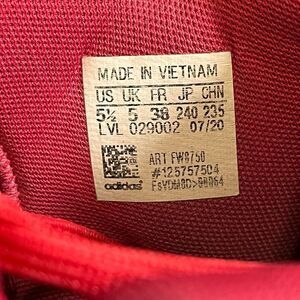 MADE IN VIETNAM
US UK FR JP CHN
5½ 5 38 240 235
LVL 029002 07/20
ART FW8750
#125757504
adidas